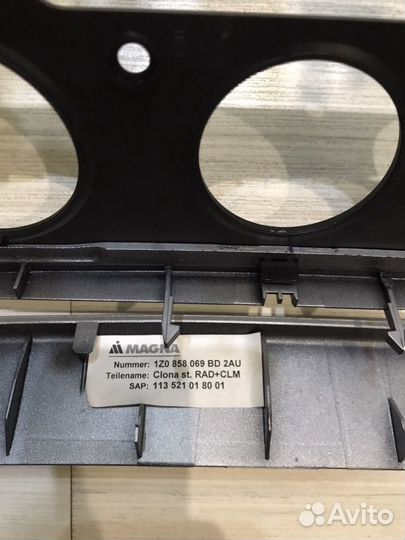 MAGNA
Nummer: 1Z0 858 069 BD 2AU
Teilename: Clona st. RAD+CLM
SAP: 113 521 01 80 01
Avito